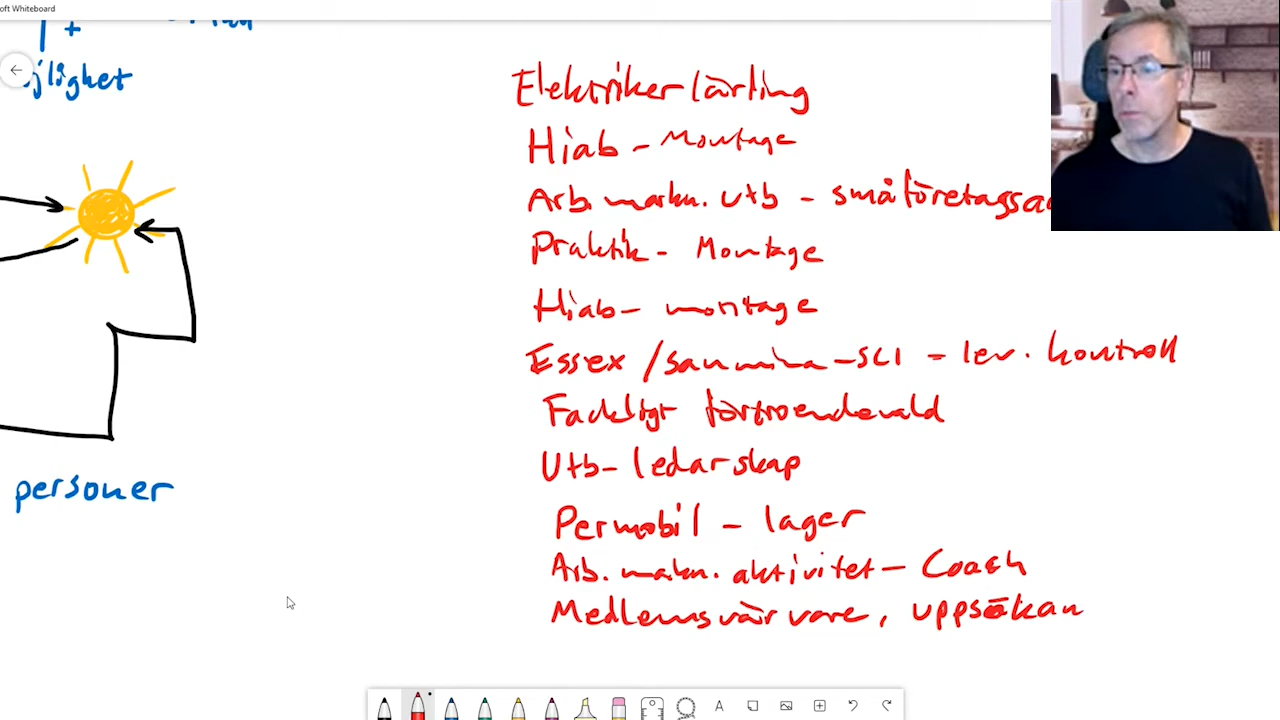 oft Whiteboard
jlighet
Elektrikerlärling
Hiab - Montage
Arb. markn. utb - småföretagsa
Praktik - Montage
Hiab - montage
Essex / Sanmina-SCI - lev. kontroll
Fackligt förtroendevald
Utb - ledarskap
personer
Permobil - lager
Arb. markn. aktivitet - Coach
Medlemsvärvare, uppsökan
A